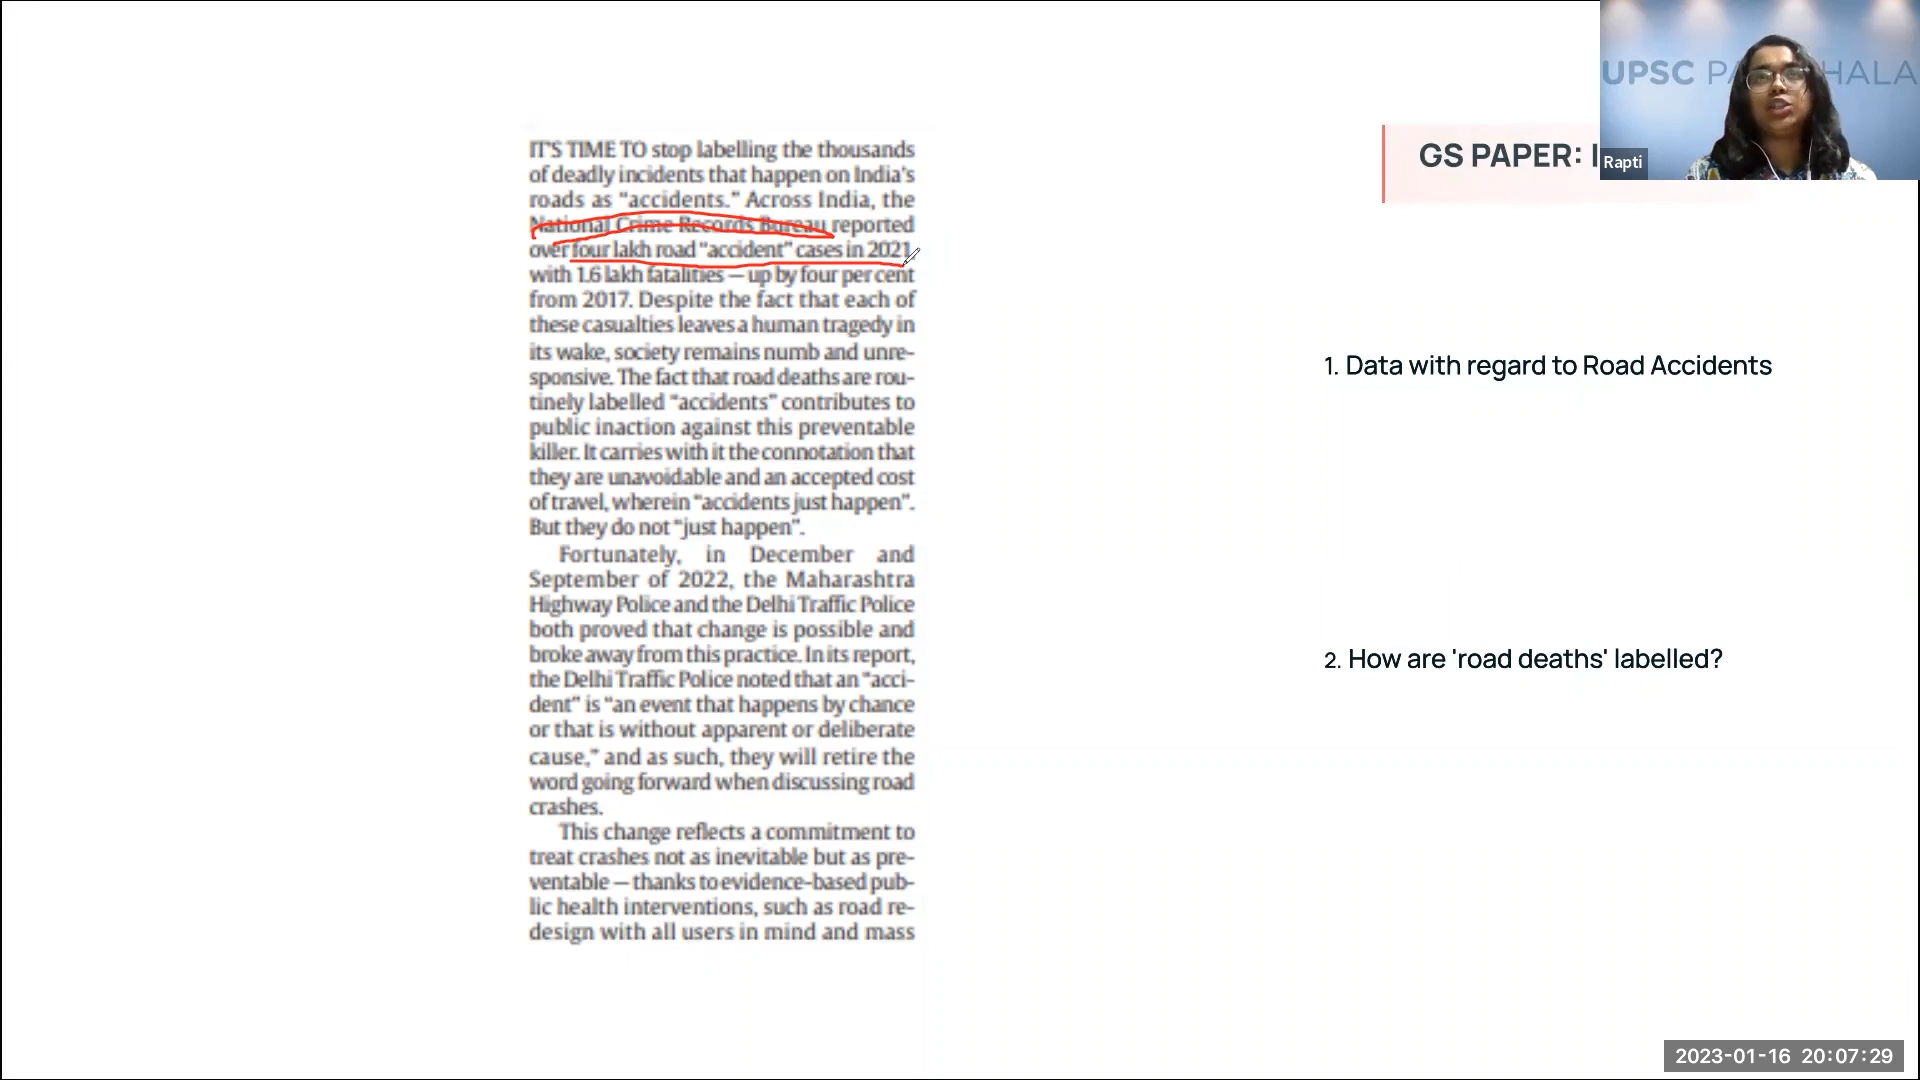 IT'S TIME TO stop labelling the thousands
of deadly incidents that happen on India's
roads as “accidents.” Across India, the
National Crime Records Bureau reported
over four lakh road “accident” cases in 2021
with 1.6 lakh fatalities — up by four per cent
from 2017. Despite the fact that each of
these casualties leaves a human tragedy in
its wake, society remains numb and unre-
sponsive. The fact that road deaths are rou-
tinely labelled “accidents” contributes to
public inaction against this preventable
killer. It carries with it the connotation that
they are unavoidable and an accepted cost
of travel, wherein “accidents just happen”.
But they do not “just happen”.
Fortunately, in December and
September of 2022, the Maharashtra
Highway Police and the Delhi Traffic Police
both proved that change is possible and
broke away from this practice. In its report,
the Delhi Traffic Police noted that an “acci-
dent” is “an event that happens by chance
or that is without apparent or deliberate
cause,” and as such, they will retire the
word going forward when discussing road
crashes.
This change reflects a commitment to
treat crashes not as inevitable but as pre-
ventable — thanks to evidence-based pub-
lic health interventions, such as road re-
design with all users in mind and mass
GS PAPER:
UPSC
Rapti
1. Data with regard to Road Accidents
2. How are 'road deaths' labelled?
2023-01-16 20:07:29